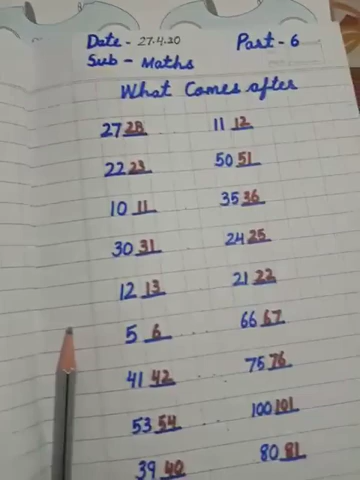 Date - 27.4.20 Part - 6
Sub - Maths
What Comes after
27 28 11 12
22 23 50 51
10 11 35 36
30 31 24 25
12 13 21 22
5 6 66 67
41 42 75 76
53 54 100 101
39 40 80 81